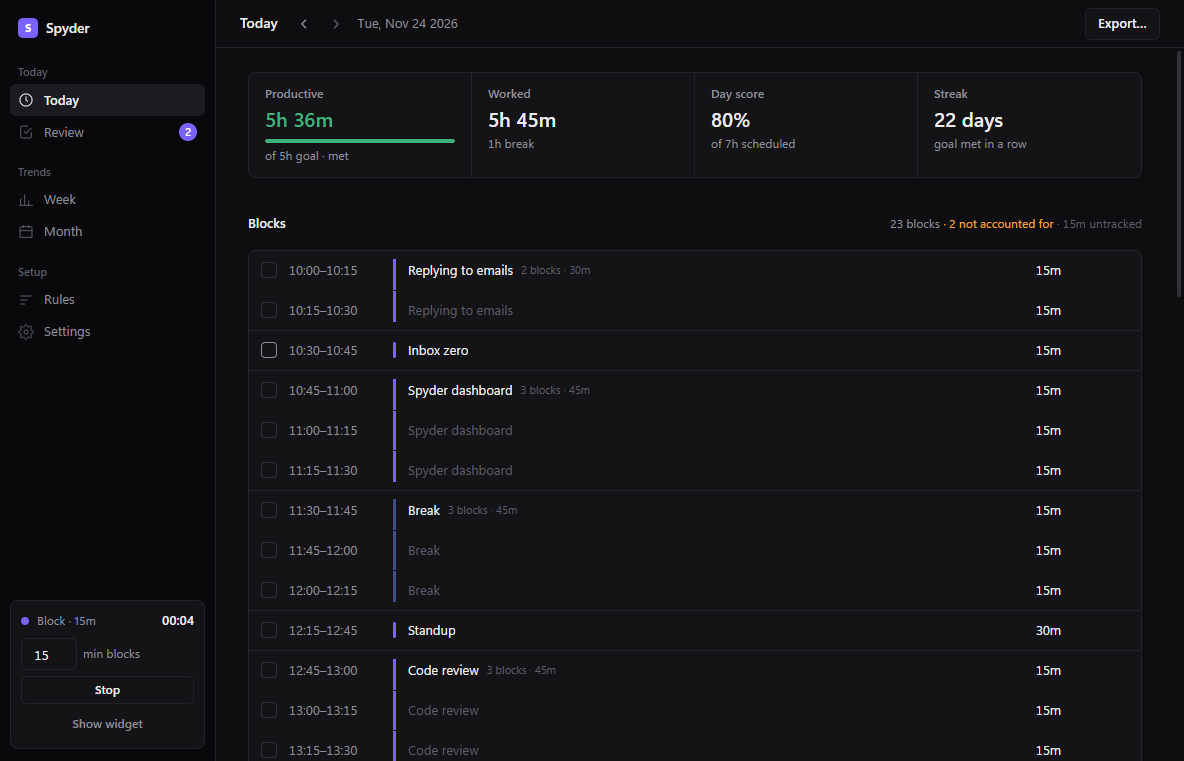 S Spyder
Today
Today
Review 2
Trends
Week
Month
Setup
Rules
Settings
Block · 15m 00:04
15 min blocks
Stop
Show widget
Today Tue, Nov 24 2026 Export...
Productive
5h 36m
of 5h goal · met
Worked
5h 45m
1h break
Day score
80%
of 7h scheduled
Streak
22 days
goal met in a row
Blocks 23 blocks · 2 not accounted for · 15m untracked
10:00–10:15 Replying to emails 2 blocks · 30m 15m
10:15–10:30 Replying to emails 15m
10:30–10:45 Inbox zero 15m
10:45–11:00 Spyder dashboard 3 blocks · 45m 15m
11:00–11:15 Spyder dashboard 15m
11:15–11:30 Spyder dashboard 15m
11:30–11:45 Break 3 blocks · 45m 15m
11:45–12:00 Break 15m
12:00–12:15 Break 15m
12:15–12:45 Standup 30m
12:45–13:00 Code review 3 blocks · 45m 15m
13:00–13:15 Code review 15m
13:15–13:30 Code review 15m